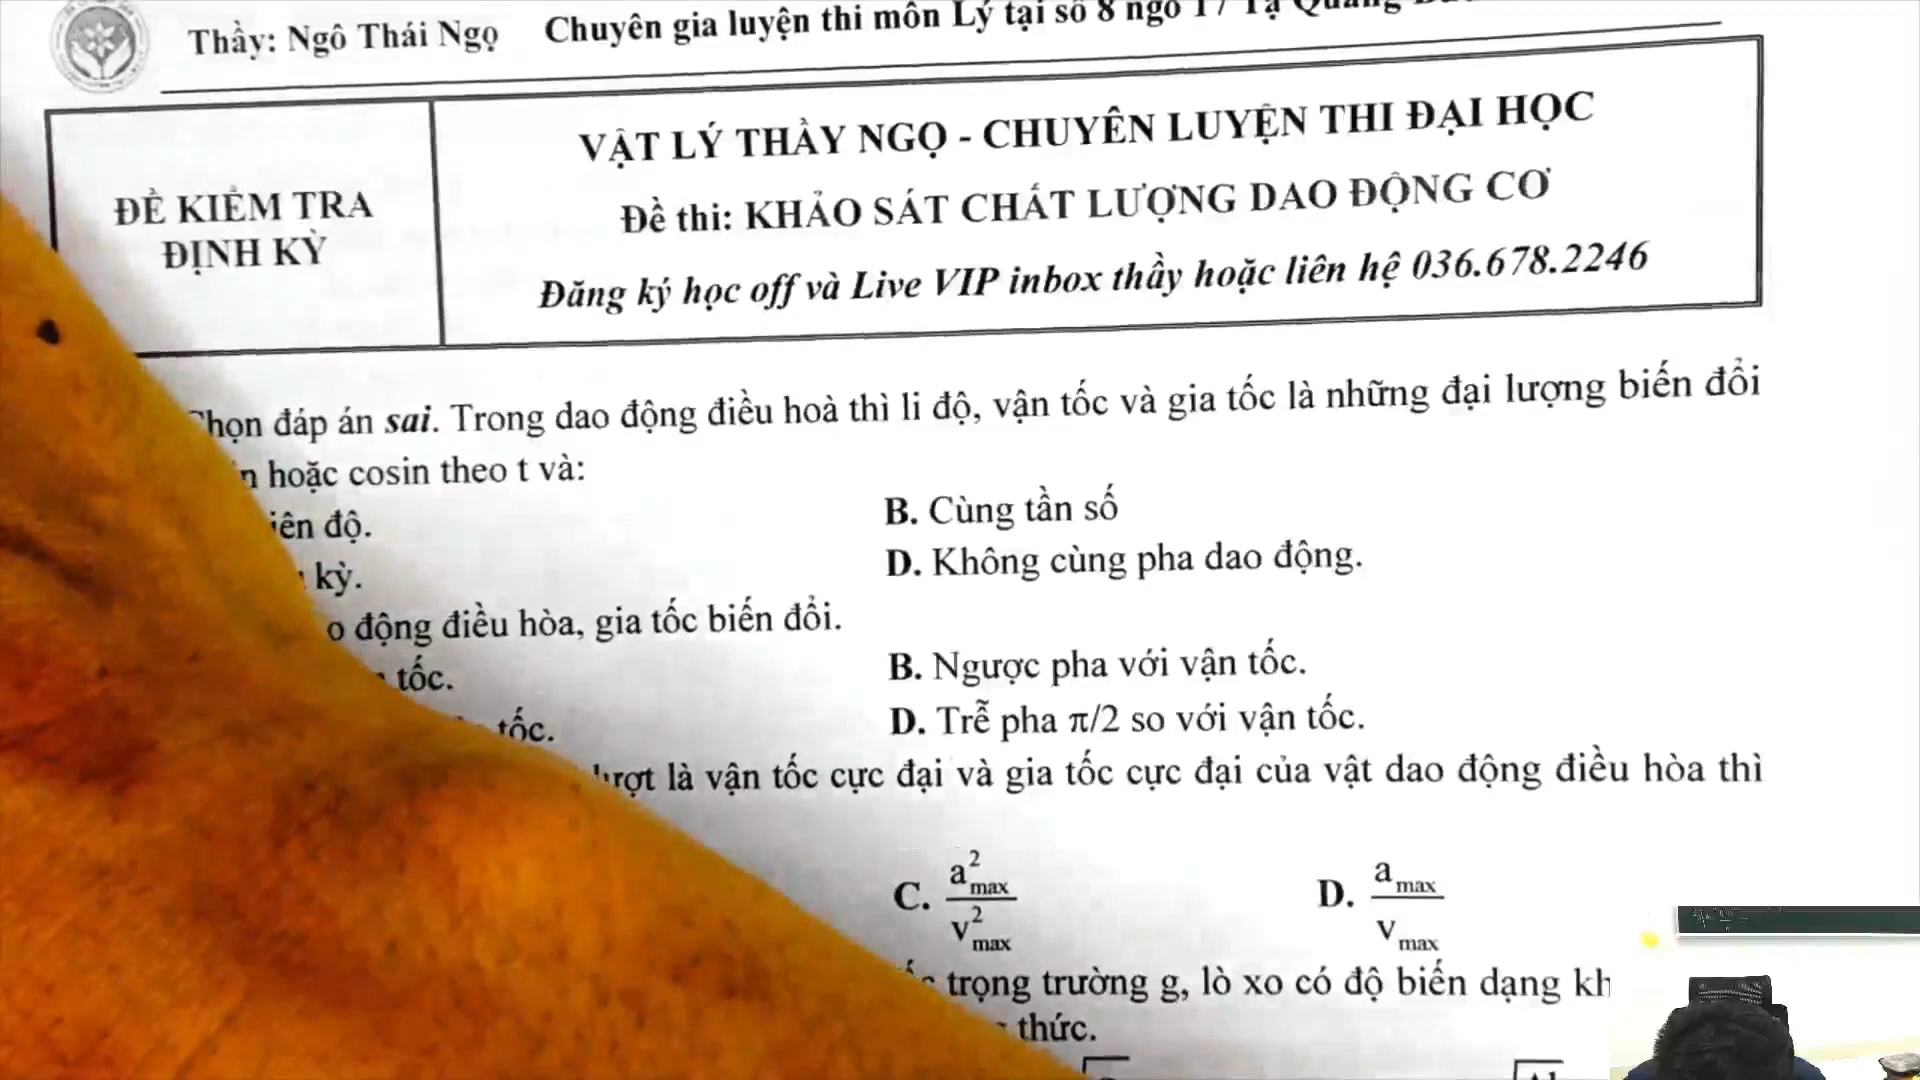 Thầy: Ngô Thái Ngọ Chuyên gia luyện thi môn Lý tại số 8 ngõ 17 Tạ Quang
ĐỀ KIỂM TRA
ĐỊNH KỲ
VẬT LÝ THẦY NGỌ - CHUYÊN LUYỆN THI ĐẠI HỌC
Đề thi: KHẢO SÁT CHẤT LƯỢNG DAO ĐỘNG CƠ
Đăng ký học off và Live VIP inbox thầy hoặc liên hệ 036.678.2246
Chọn đáp án sai. Trong dao động điều hoà thì li độ, vận tốc và gia tốc là những đại lượng biến đổi
hoặc cosin theo t và:
độ. B. Cùng tần số
kỳ. D. Không cùng pha dao động.
động điều hòa, gia tốc biến đổi.
tốc. B. Ngược pha với vận tốc.
tốc. D. Trễ pha π/2 so với vận tốc.
là vận tốc cực đại và gia tốc cực đại của vật dao động điều hòa thì
C. a²max / v²max D. amax / vmax
trọng trường g, lò xo có độ biến dạng
thức.